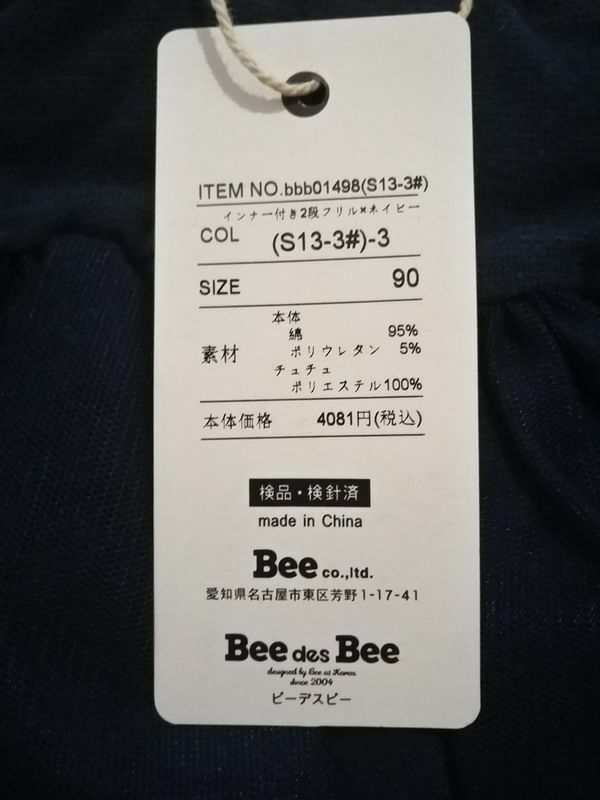 ITEM NO.bbb01498(S13-3#)
インナー付き2段フリル×ネイビー
COL (S13-3#)-3
SIZE 90
本体
綿 95%
素材 ポリウレタン 5%
チュチュ
ポリエステル100%
本体価格 4081円(税込)
検品・検針済
made in China
Bee co.,ltd.
愛知県名古屋市東区芳野1-17-41
Bee des Bee
designed by Bee at Korea
since 2004
ビーデスビー